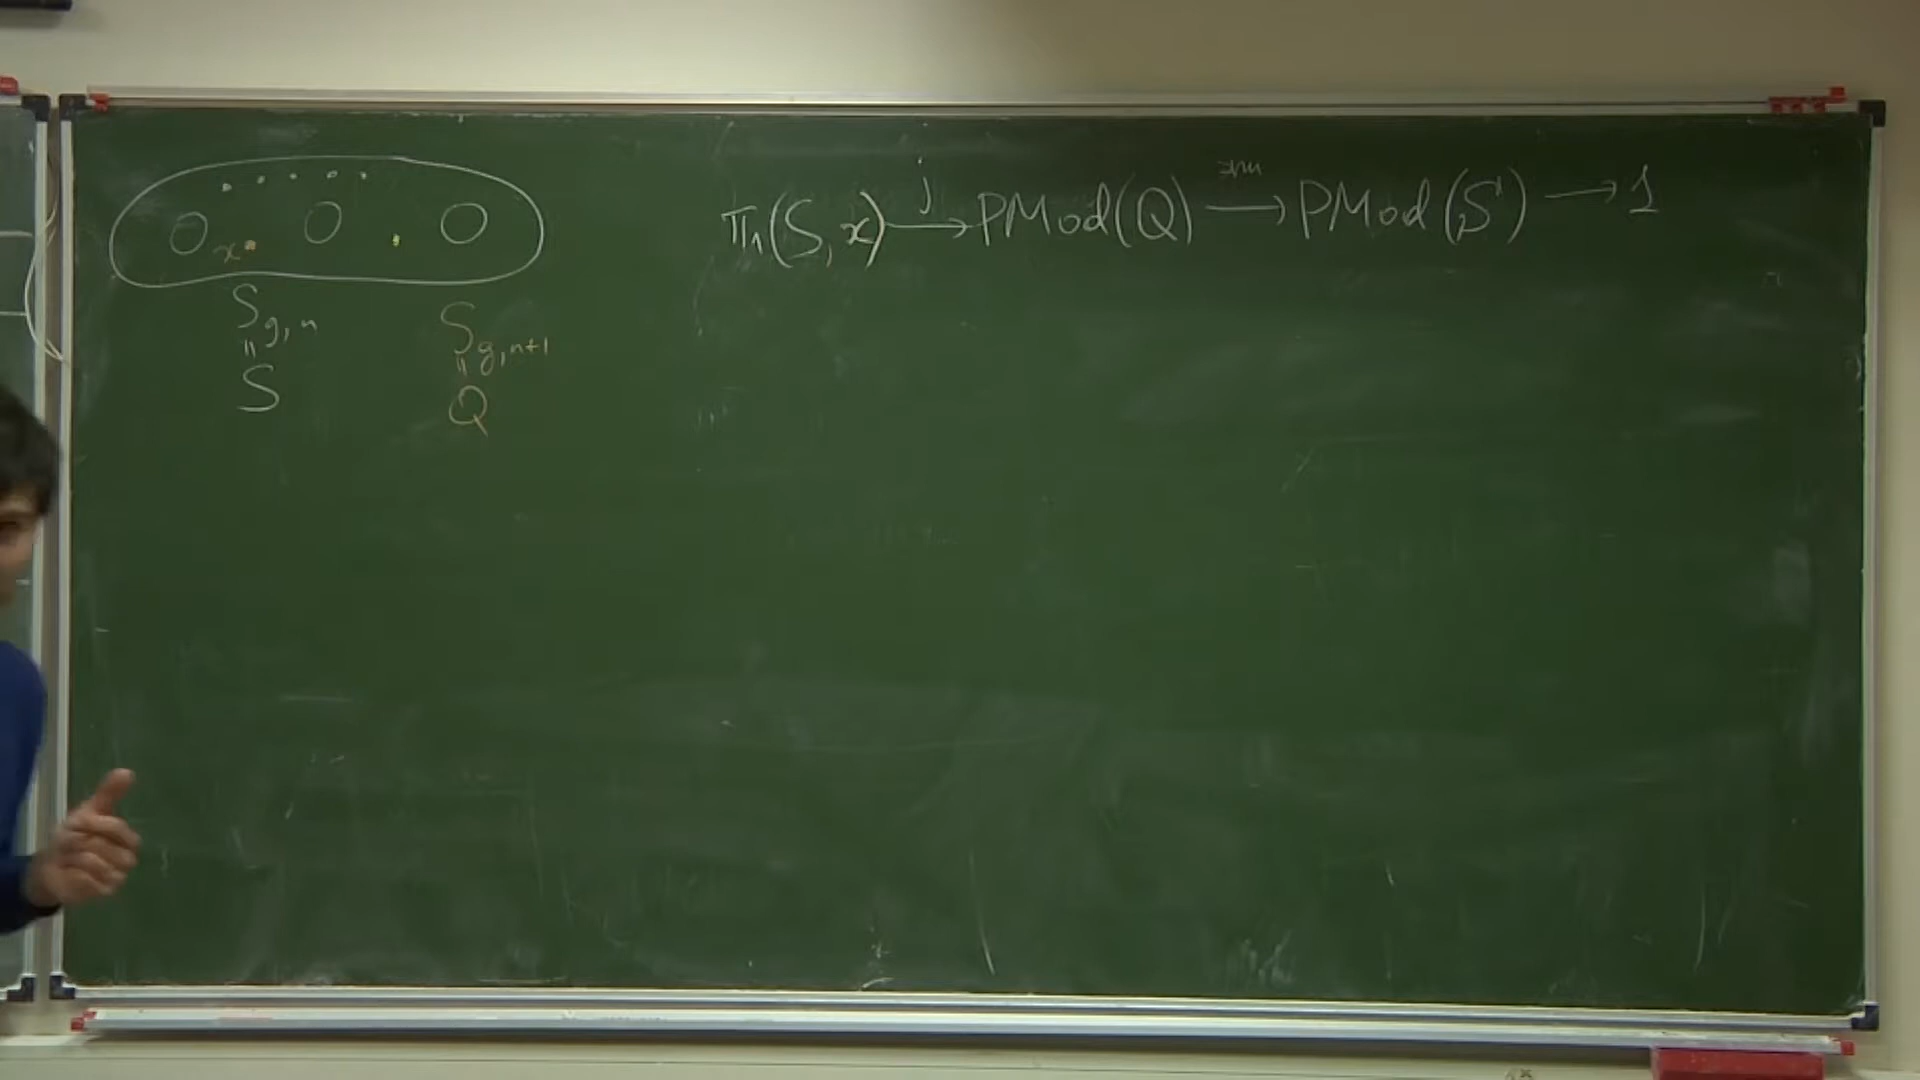 π₁(S, x) →j PMod(Q) → PMod(S) → 1
x
S_{g,n} S_{g,n+1}
= =
S Q